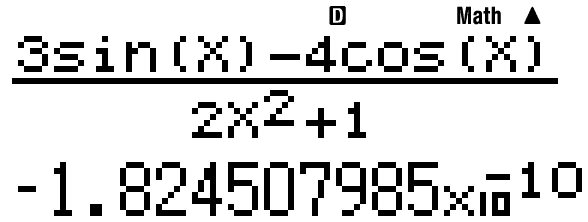 D Math ▲
3sin(X)-4cos(X)
2X²+1
-1.824507985×₁₀⁻¹⁰